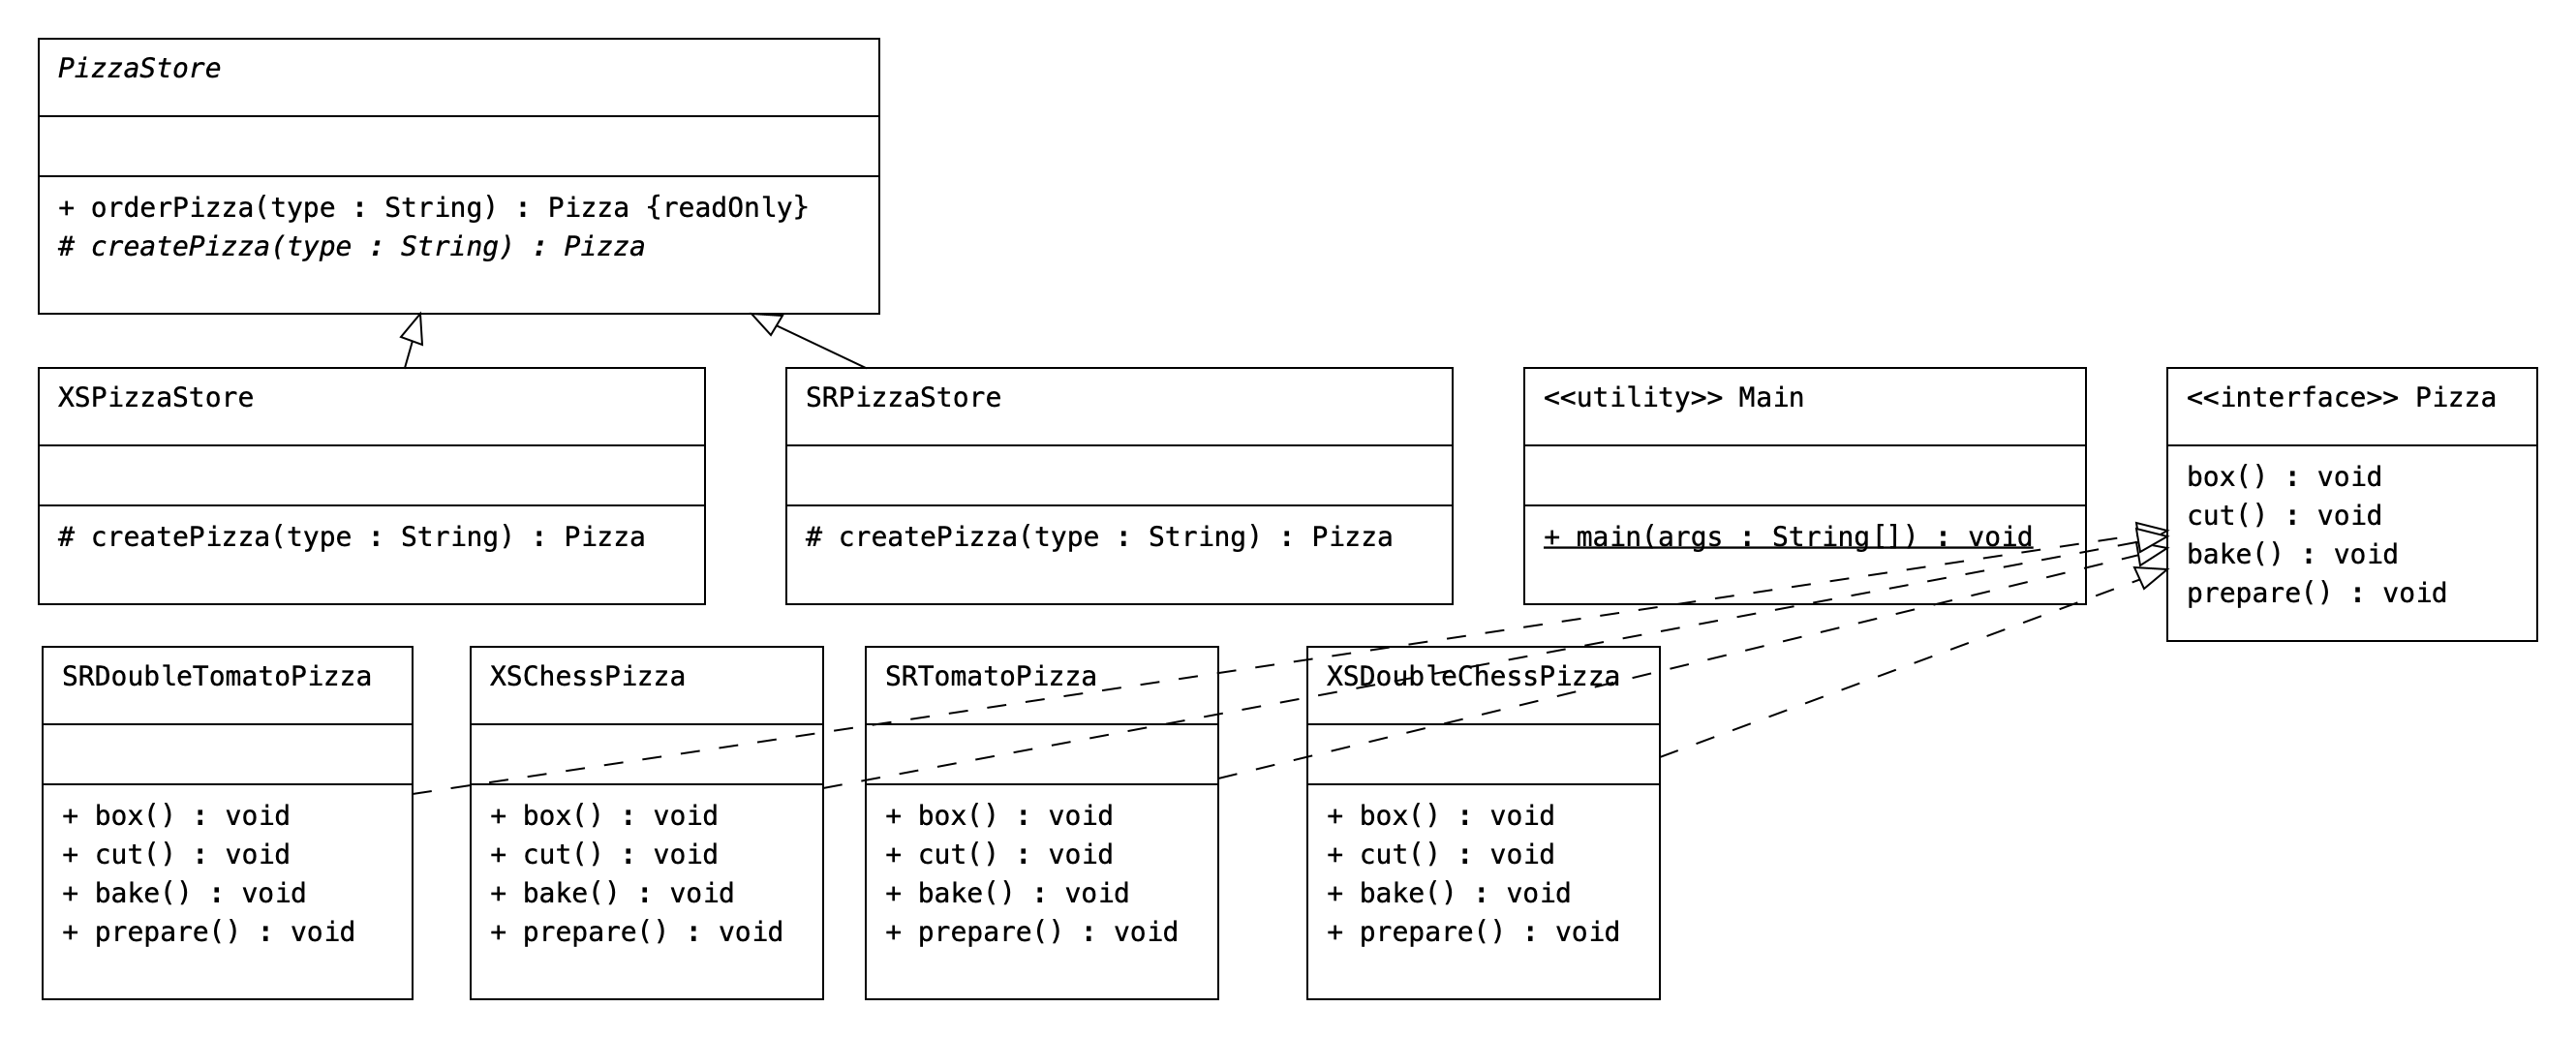 PizzaStore
+ orderPizza(type : String) : Pizza {readOnly}
# createPizza(type : String) : Pizza
XSPizzaStore
# createPizza(type : String) : Pizza
SRPizzaStore
# createPizza(type : String) : Pizza
<<utility>> Main
+ main(args : String[]) : void
<<interface>> Pizza
box() : void
cut() : void
bake() : void
prepare() : void
SRDoubleTomatoPizza
+ box() : void
+ cut() : void
+ bake() : void
+ prepare() : void
XSChessPizza
+ box() : void
+ cut() : void
+ bake() : void
+ prepare() : void
SRTomatoPizza
+ box() : void
+ cut() : void
+ bake() : void
+ prepare() : void
XSDoubleChessPizza
+ box() : void
+ cut() : void
+ bake() : void
+ prepare() : void